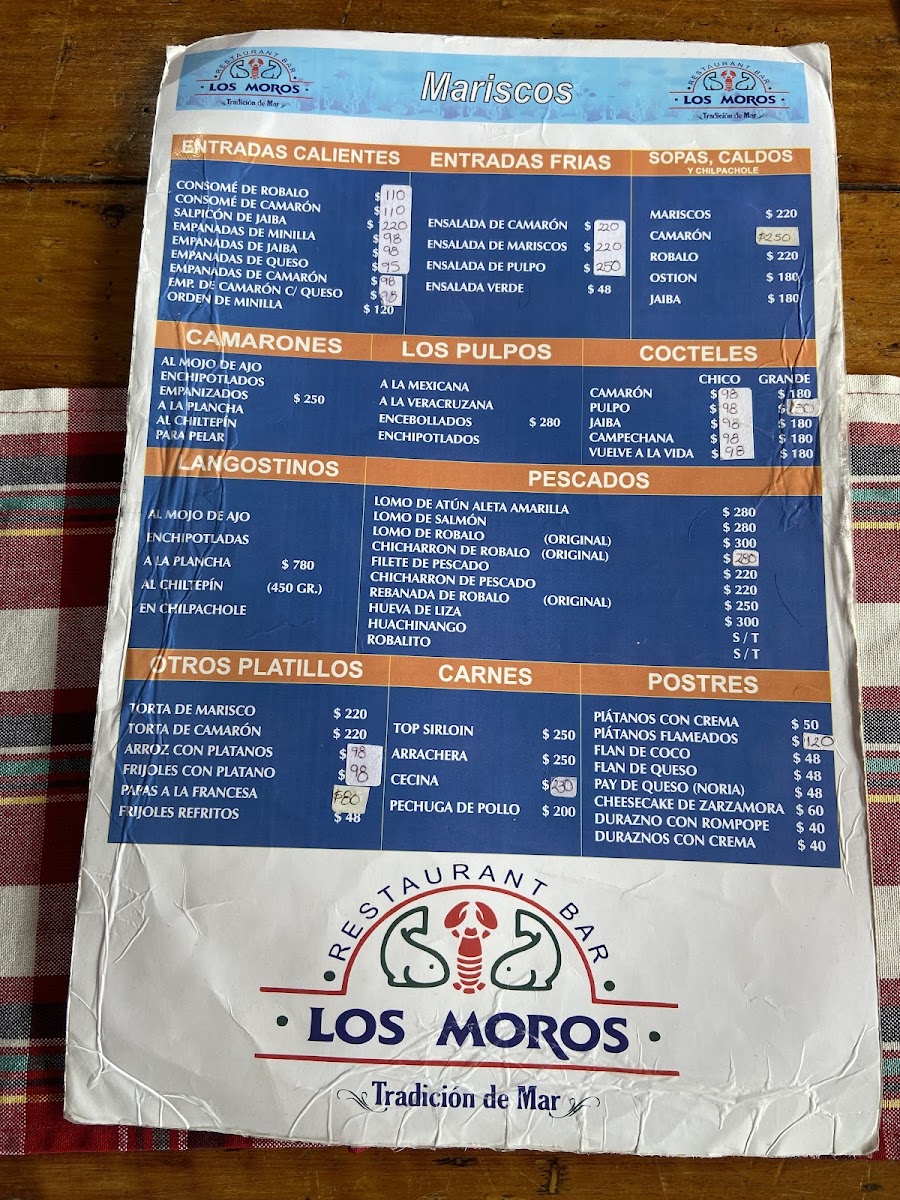 RESTAURANT BAR
LOS MOROS
Tradición de Mar
Mariscos
RESTAURANT BAR
LOS MOROS
Tradición de Mar
ENTRADAS CALIENTES
CONSOMÉ DE ROBALO $ 110
CONSOMÉ DE CAMARÓN $ 110
SALPICÓN DE JAIBA $ 220
EMPANADAS DE MINILLA $ 98
EMPANADAS DE JAIBA $ 98
EMPANADAS DE QUESO $ 95
EMPANADAS DE CAMARÓN $ 98
EMP. DE CAMARÓN C/ QUESO $ 98
ORDEN DE MINILLA $ 120
ENTRADAS FRIAS
ENSALADA DE CAMARÓN $ 220
ENSALADA DE MARISCOS $ 220
ENSALADA DE PULPO $ 250
ENSALADA VERDE $ 48
SOPAS, CALDOS
Y CHILPACHOLE
MARISCOS $ 220
CAMARÓN $250
ROBALO $ 220
OSTION $ 180
JAIBA $ 180
CAMARONES
AL MOJO DE AJO
ENCHIPOTLADOS
EMPANIZADOS $ 250
A LA PLANCHA
AL CHILTEPÍN
PARA PELAR
LOS PULPOS
A LA MEXICANA
A LA VERACRUZANA
ENCEBOLLADOS $ 280
ENCHIPOTLADOS
COCTELES
CHICO GRANDE
CAMARÓN $ 98 $ 180
PULPO $ 98 $
JAIBA $ 98 $ 180
CAMPECHANA $ 98 $ 180
VUELVE A LA VIDA $ 98 $ 180
LANGOSTINOS
AL MOJO DE AJO
ENCHIPOTLADAS
A LA PLANCHA $ 780
AL CHILTEPÍN (450 GR.)
EN CHILPACHOLE
PESCADOS
LOMO DE ATÚN ALETA AMARILLA $ 280
LOMO DE SALMÓN $ 280
LOMO DE ROBALO (ORIGINAL) $ 300
CHICHARRON DE ROBALO (ORIGINAL) $ 280
FILETE DE PESCADO $ 220
CHICHARRON DE PESCADO $ 220
REBANADA DE ROBALO (ORIGINAL) $ 250
HUEVA DE LIZA $ 300
HUACHINANGO S / T
ROBALITO S / T
OTROS PLATILLOS
TORTA DE MARISCO $ 220
TORTA DE CAMARÓN $ 220
ARROZ CON PLATANOS $ 98
FRIJOLES CON PLATANO $ 98
PAPAS A LA FRANCESA $80
FRIJOLES REFRITOS $ 48
CARNES
TOP SIRLOIN $ 250
ARRACHERA $ 250
CECINA $ 230
PECHUGA DE POLLO $ 200
POSTRES
PIÁTANOS CON CREMA $ 50
PIÁTANOS FLAMEADOS $ 120
FLAN DE COCO $ 48
FLAN DE QUESO $ 48
PAY DE QUESO (NORIA) $ 48
CHEESECAKE DE ZARZAMORA $ 60
DURAZNO CON ROMPOPE $ 40
DURAZNOS CON CREMA $ 40
RESTAURANT BAR
LOS MOROS
Tradición de Mar